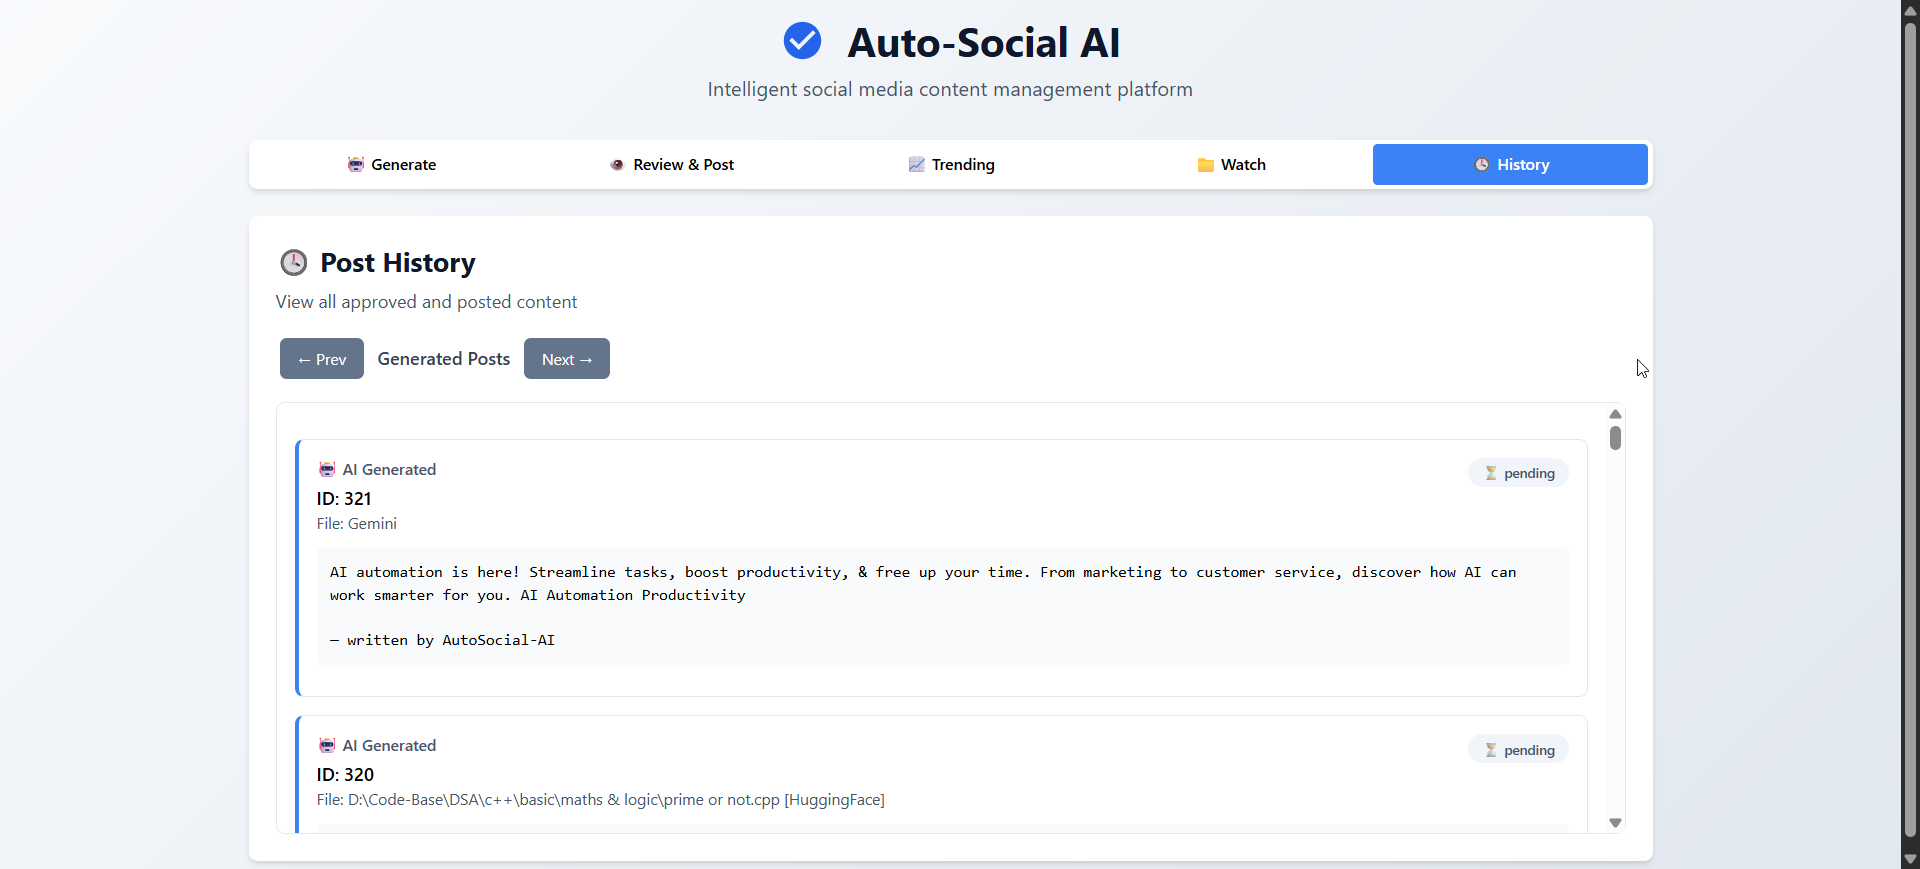 Auto-Social AI
Intelligent social media content management platform
Generate
Review & Post
Trending
Watch
History
Post History
View all approved and posted content
← Prev
Generated Posts
Next →
AI Generated
pending
ID: 321
File: Gemini
AI automation is here! Streamline tasks, boost productivity, & free up your time. From marketing to customer service, discover how AI can
work smarter for you. AI Automation Productivity
— written by AutoSocial-AI
AI Generated
pending
ID: 320
File: D:\Code-Base\DSA\c++\basic\maths & logic\prime or not.cpp [HuggingFace]